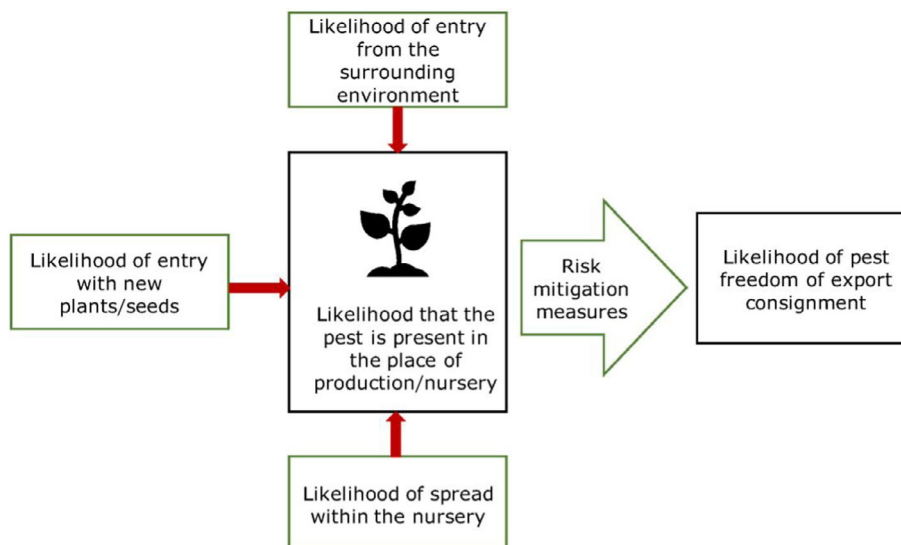 Likelihood of entry
from the
surrounding
environment
Likelihood of entry
with new
plants/seeds
Likelihood that the
pest is present in
the place of
production/nursery
Risk
mitigation
measures
Likelihood of pest
freedom of export
consignment
Likelihood of spread
within the nursery